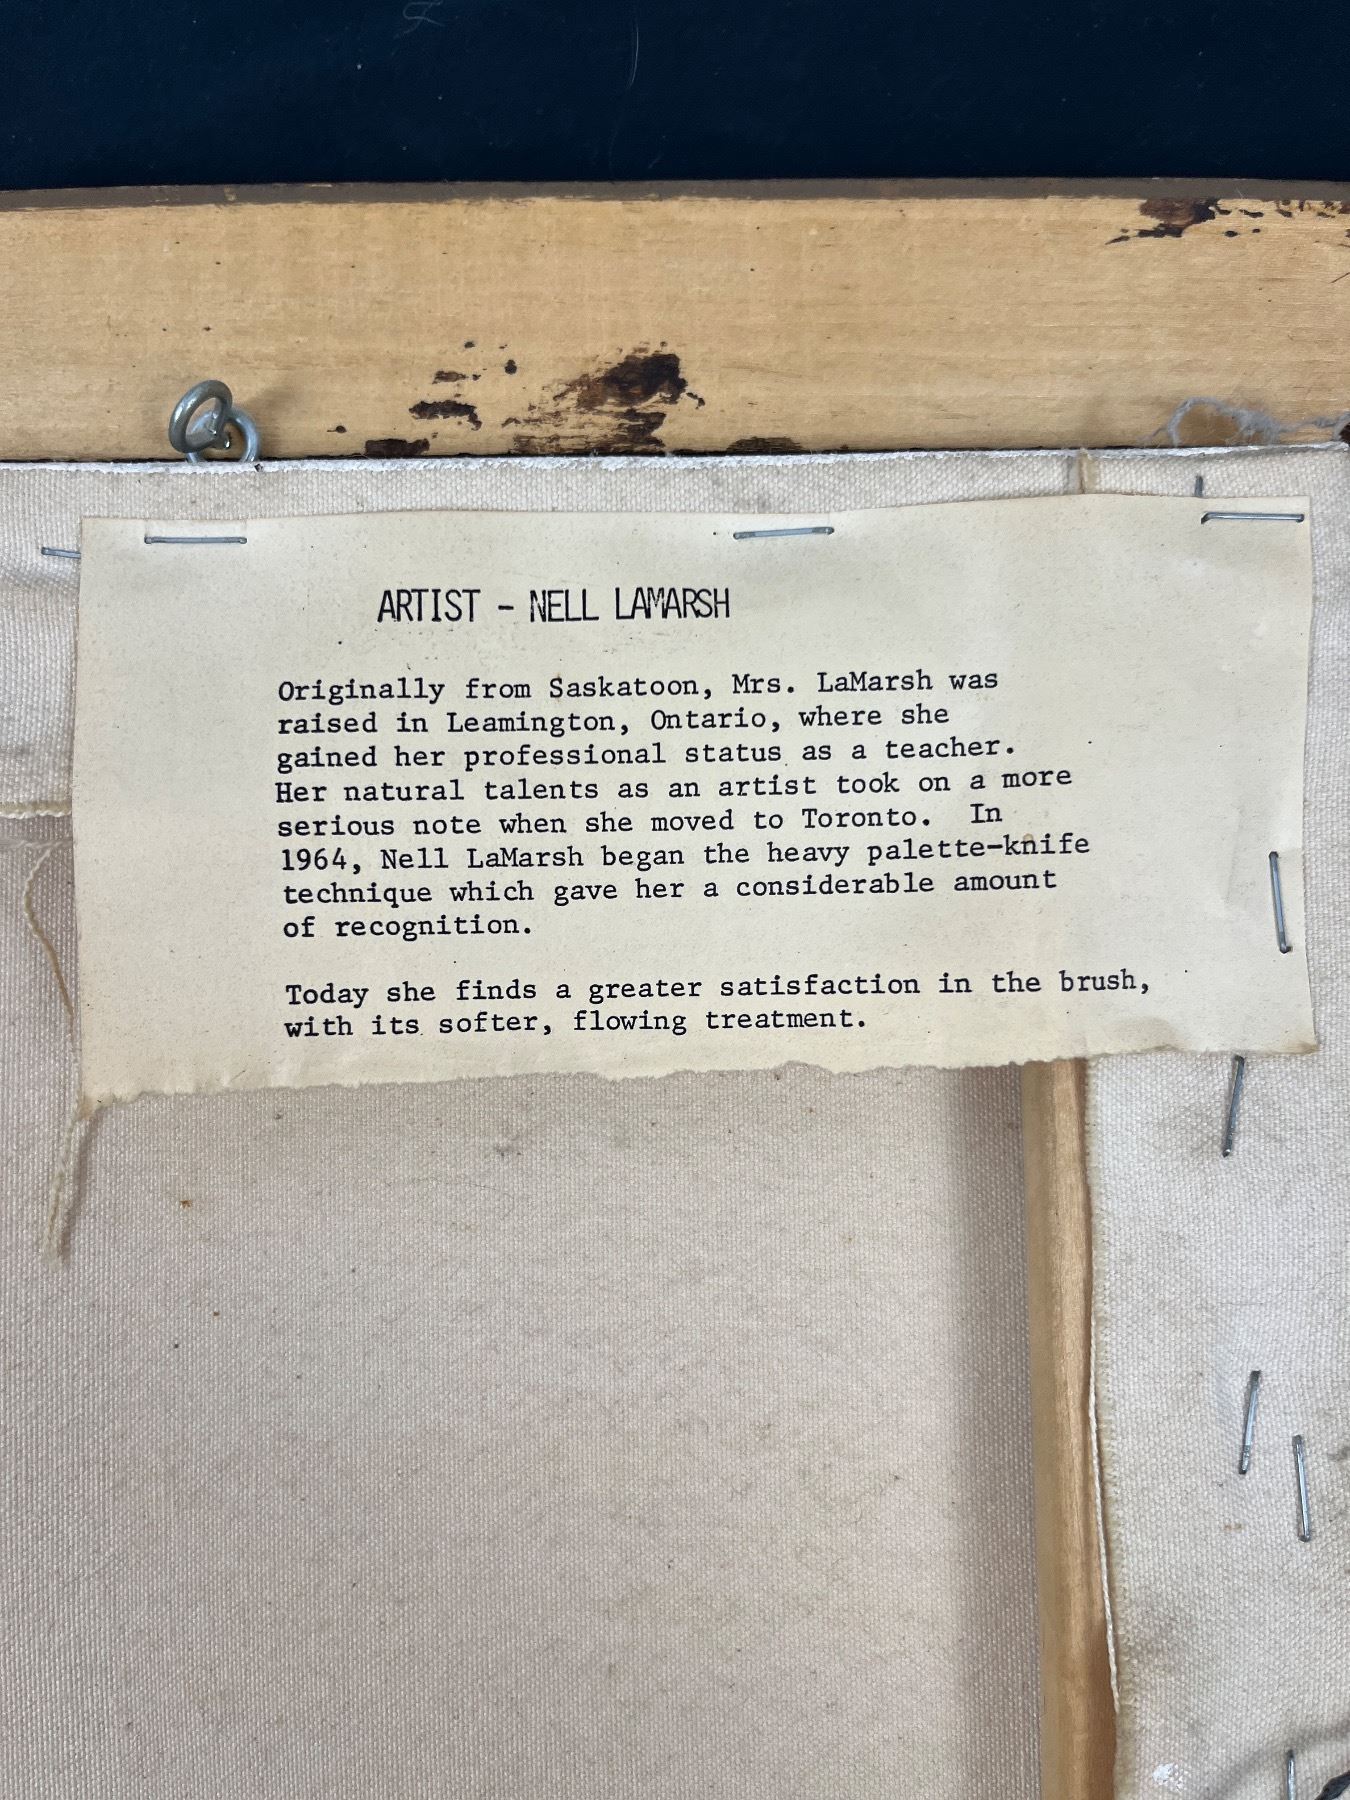 ARTIST - NELL LAMARSH
Originally from Saskatoon, Mrs. LaMarsh was
raised in Leamington, Ontario, where she
gained her professional status as a teacher.
Her natural talents as an artist took on a more
serious note when she moved to Toronto.  In
1964, Nell LaMarsh began the heavy palette-knife
technique which gave her a considerable amount
of recognition.
Today she finds a greater satisfaction in the brush,
with its softer, flowing treatment.